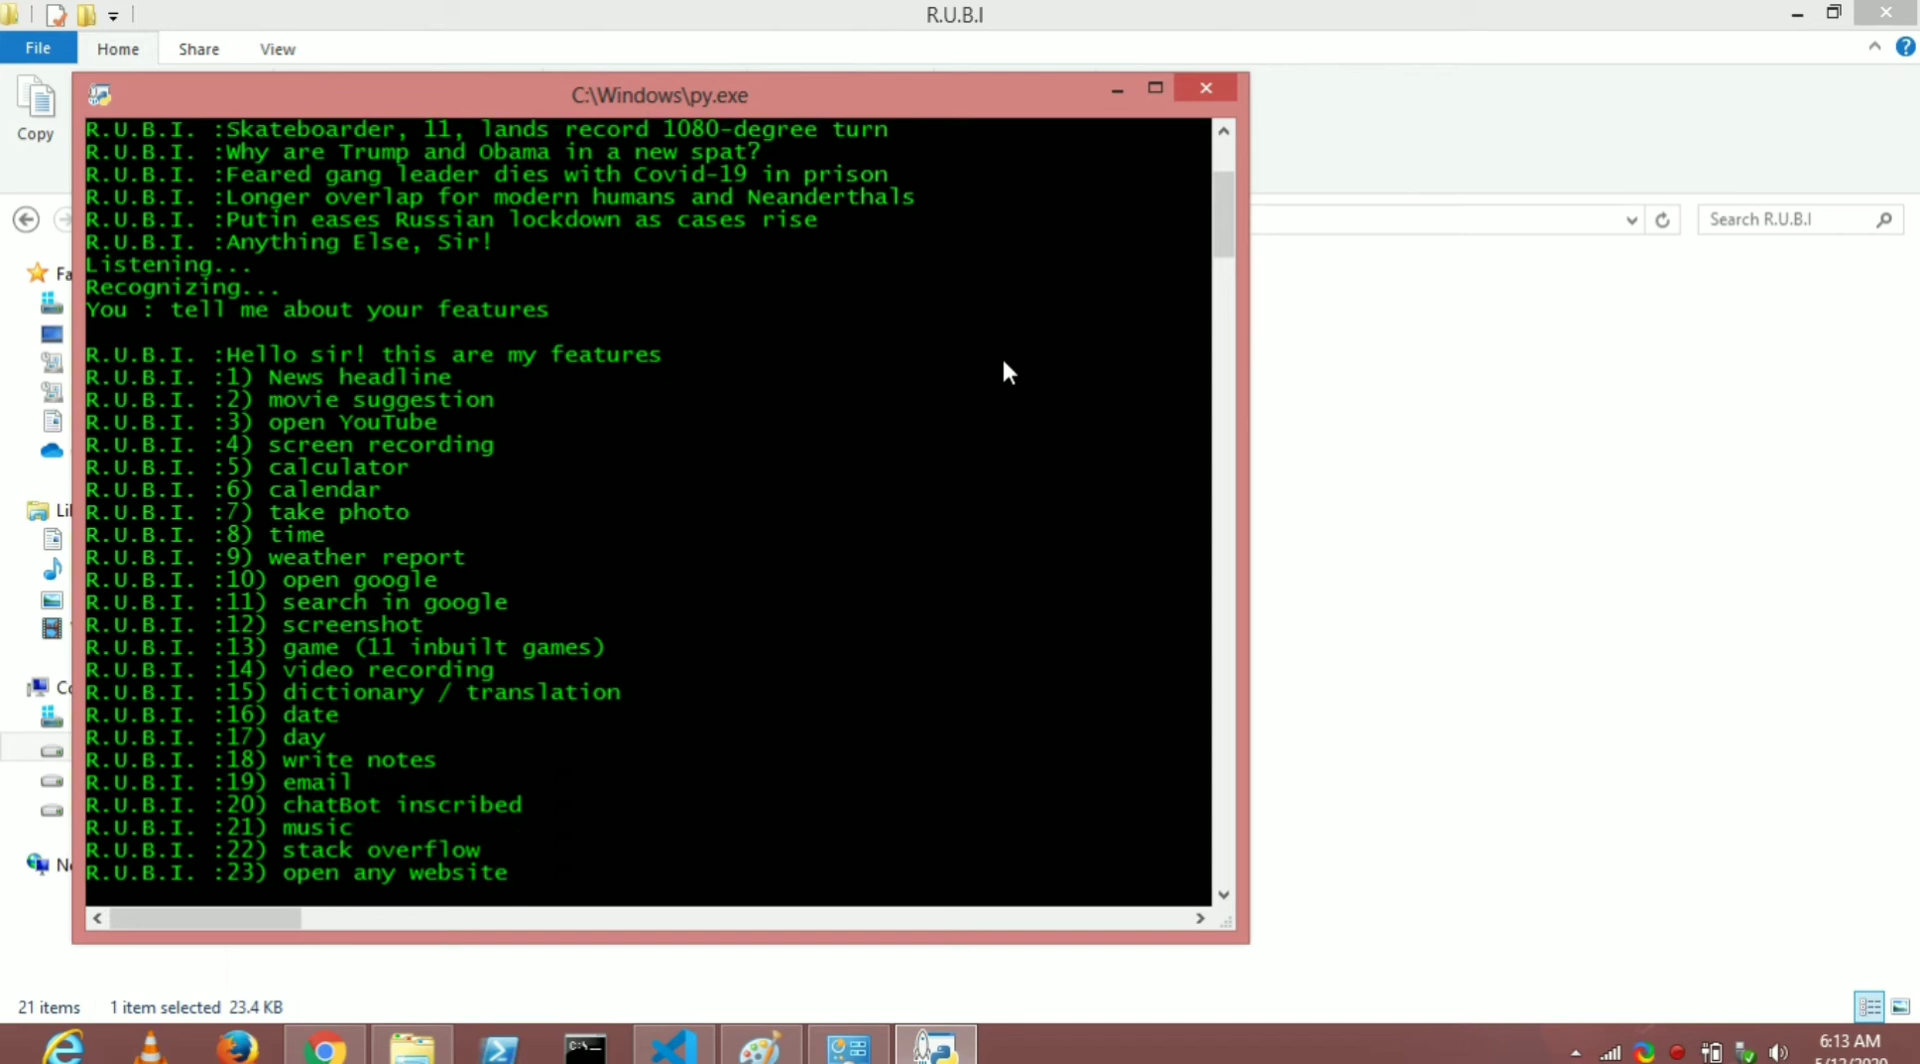 R.U.B.I
File
Home
Share
View
Copy
C:\Windows\py.exe
R.U.B.I. :Skateboarder, 11, lands record 1080-degree turn
R.U.B.I. :Why are Trump and Obama in a new spat?
R.U.B.I. :Feared gang leader dies with Covid-19 in prison
R.U.B.I. :Longer overlap for modern humans and Neanderthals
R.U.B.I. :Putin eases Russian lockdown as cases rise
R.U.B.I. :Anything Else, Sir!
Listening...
Recognizing...
You : tell me about your features
R.U.B.I. :Hello sir! this are my features
R.U.B.I. :1) News headline
R.U.B.I. :2) movie suggestion
R.U.B.I. :3) open YouTube
R.U.B.I. :4) screen recording
R.U.B.I. :5) calculator
R.U.B.I. :6) calendar
R.U.B.I. :7) take photo
R.U.B.I. :8) time
R.U.B.I. :9) weather report
R.U.B.I. :10) open google
R.U.B.I. :11) search in google
R.U.B.I. :12) screenshot
R.U.B.I. :13) game (11 inbuilt games)
R.U.B.I. :14) video recording
R.U.B.I. :15) dictionary / translation
R.U.B.I. :16) date
R.U.B.I. :17) day
R.U.B.I. :18) write notes
R.U.B.I. :19) email
R.U.B.I. :20) chatBot inscribed
R.U.B.I. :21) music
R.U.B.I. :22) stack overflow
R.U.B.I. :23) open any website
Search R.U.B.I
Fa
Li
Co
Ne
21 items 1 item selected 23.4 KB
6:13 AM